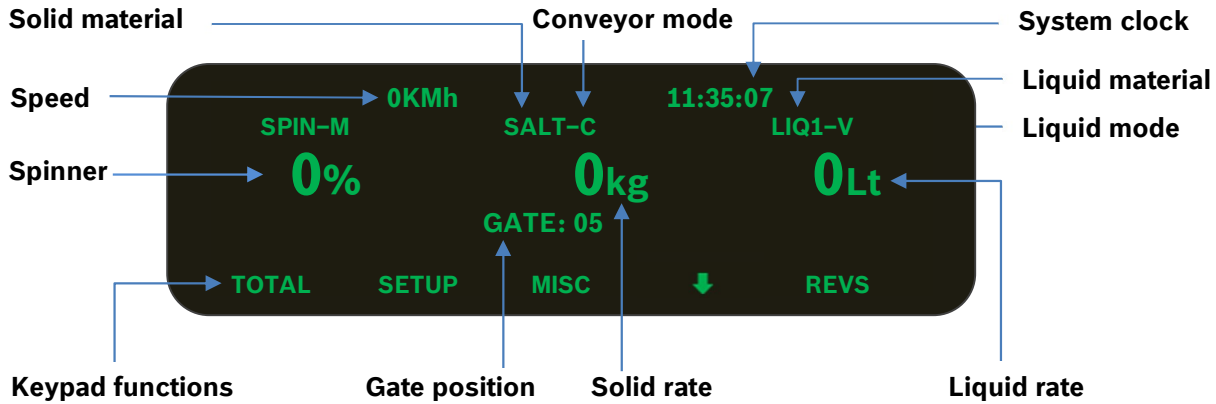 Solid material
Conveyor mode
System clock
Speed
0KMh
11:35:07
Liquid material
SPIN-M
SALT-C
LIQ1-V
Liquid mode
Spinner
0%
0kg
0Lt
GATE: 05
TOTAL
SETUP
MISC
REVS
Keypad functions
Gate position
Solid rate
Liquid rate